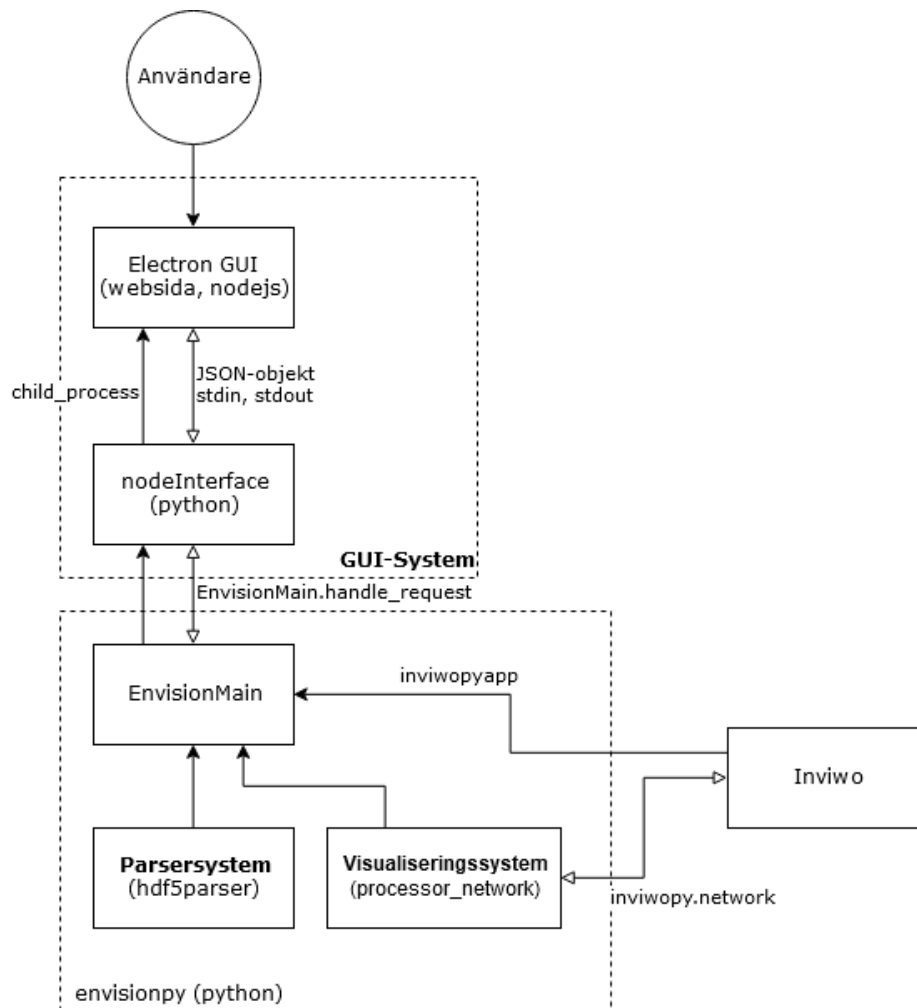 Användare
Electron GUI
(websida, nodejs)
child_process
JSON-objekt
stdin, stdout
nodeInterface
(python)
GUI-System
EnvisionMain.handle_request
EnvisionMain
inviwopyapp
Inviwo
Parsersystem
(hdf5parser)
Visualiseringssystem
(processor_network)
inviwopy.network
envisionpy (python)